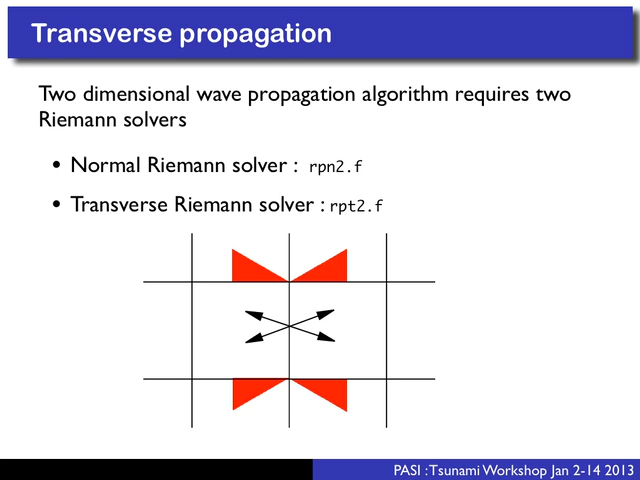 Transverse propagation
Two dimensional wave propagation algorithm requires two
Riemann solvers
• Normal Riemann solver : rpn2.f
• Transverse Riemann solver : rpt2.f
PASI : Tsunami Workshop Jan 2-14 2013